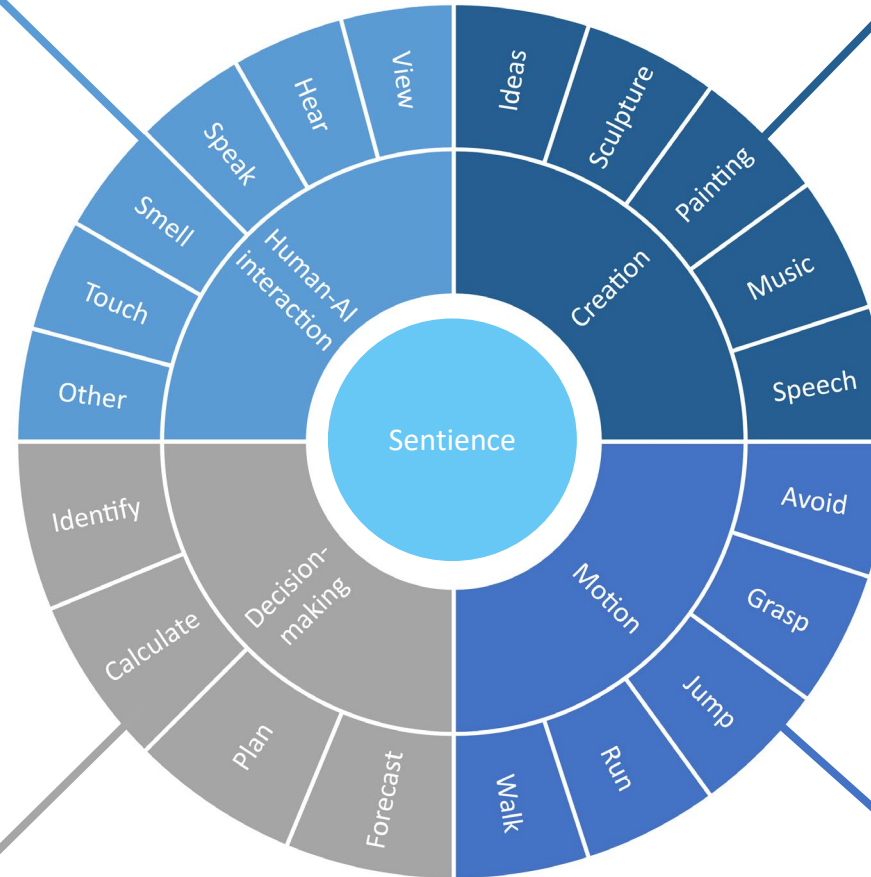 View
Hear
Speak
Smell
Touch
Other
Human-AI
interaction
Ideas
Sculpture
Painting
Music
Speech
Creation
Sentience
Identify
Calculate
Plan
Forecast
Decision-
making
Avoid
Grasp
Jump
Run
Walk
Motion